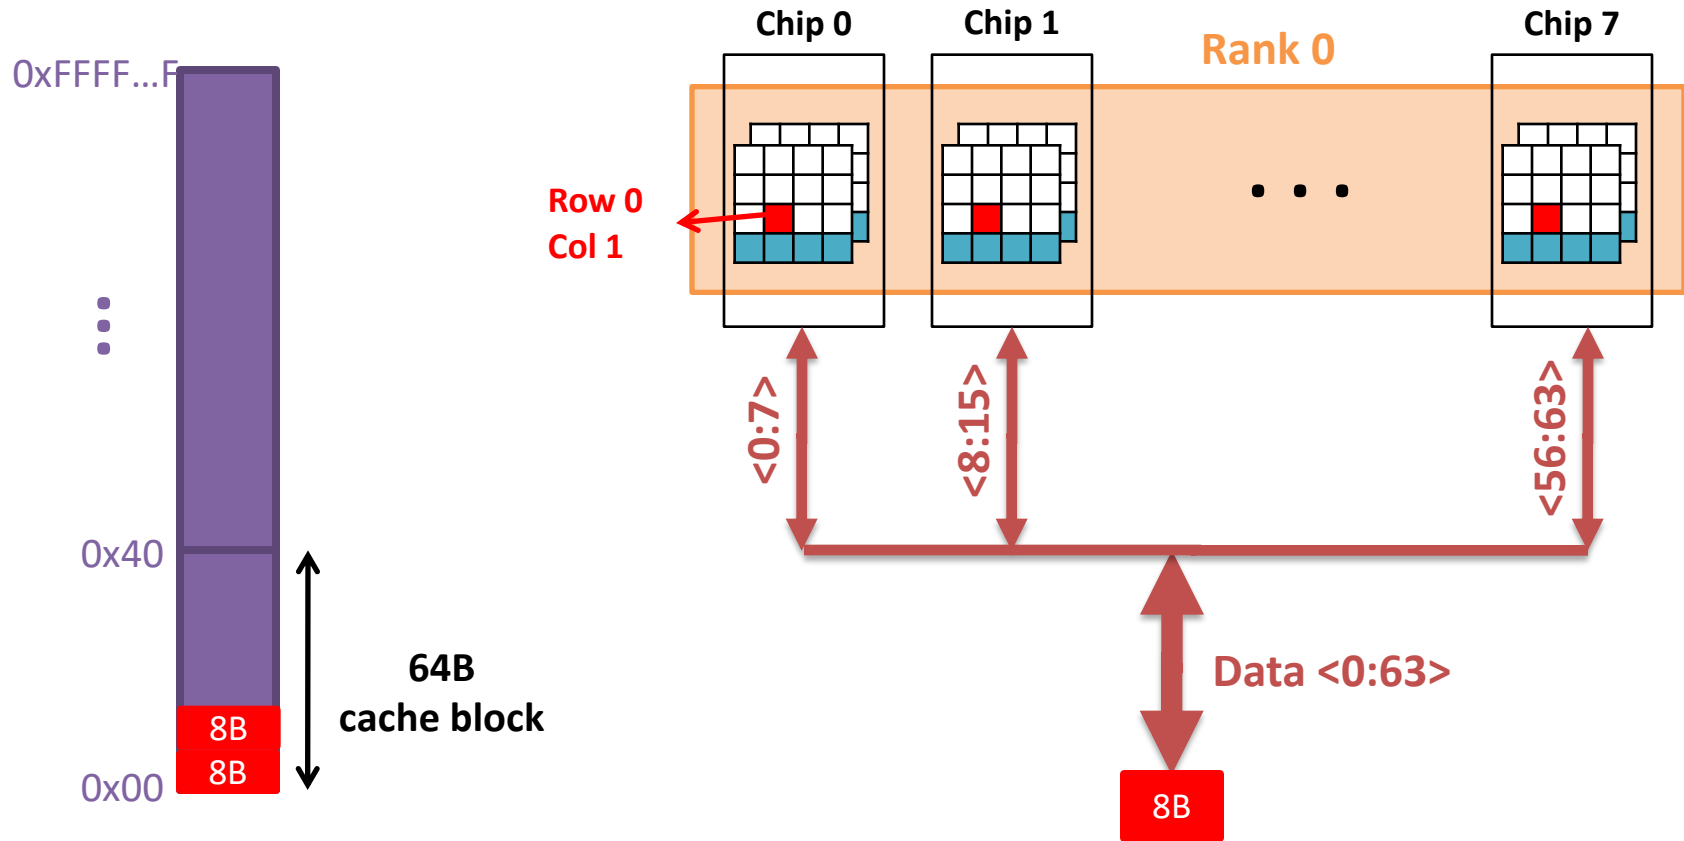 Chip 0
Chip 1
Chip 7
Rank 0
0xFFFF...F
Row 0
Col 1
<0:7>
<8:15>
<56:63>
0x40
64B
cache block
Data <0:63>
8B
8B
0x00
8B